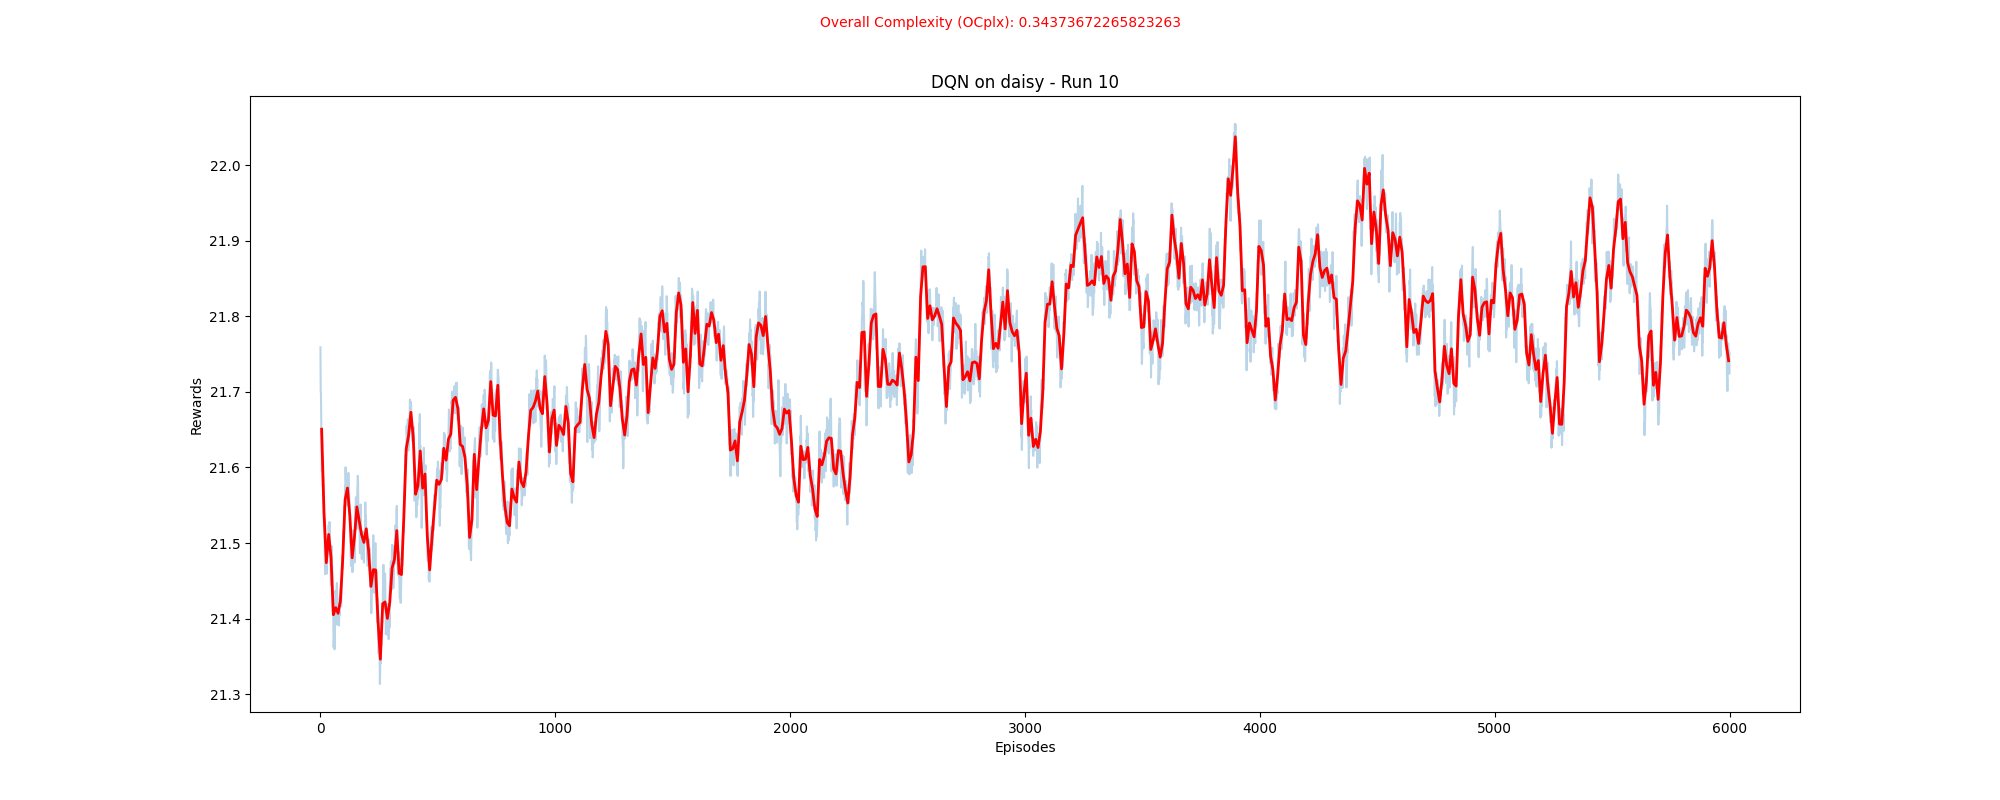 Overall Complexity (OCplx): 0.34373672265823263
DQN on daisy - Run 10
22.0
21.9
21.8
21.7
21.6
21.5
21.4
21.3
Rewards
0 1000 2000 3000 4000 5000 6000
Episodes